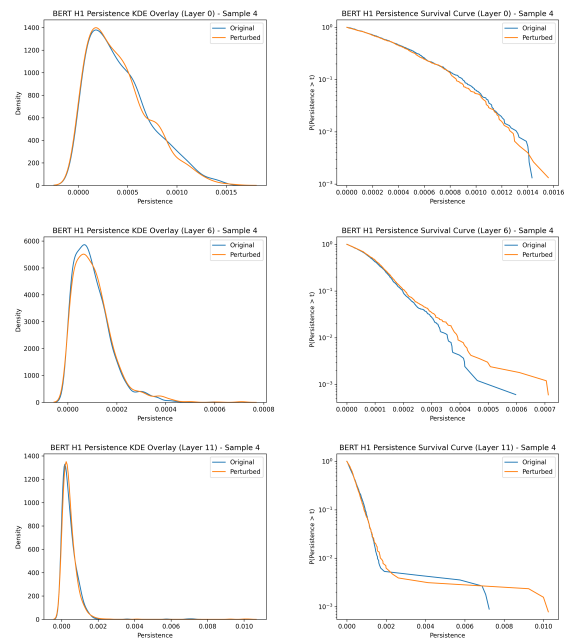 BERT H1 Persistence KDE Overlay (Layer 0) - Sample 4
1400
1200
1000
800
600
400
200
0
Density
0.0000
0.0005
0.0010
0.0015
Persistence
Original
Perturbed
BERT H1 Persistence Survival Curve (Layer 0) - Sample 4
10⁰
10⁻¹
10⁻²
10⁻³
P(Persistence > t)
0.0000
0.0002
0.0004
0.0006
0.0008
0.0010
0.0012
0.0014
0.0016
Persistence
Original
Perturbed
BERT H1 Persistence KDE Overlay (Layer 6) - Sample 4
6000
5000
4000
3000
2000
1000
0
Density
0.0000
0.0002
0.0004
0.0006
0.0008
Persistence
Original
Perturbed
BERT H1 Persistence Survival Curve (Layer 6) - Sample 4
10⁰
10⁻¹
10⁻²
10⁻³
P(Persistence > t)
0.0000
0.0001
0.0002
0.0003
0.0004
0.0005
0.0006
0.0007
Persistence
Original
Perturbed
BERT H1 Persistence KDE Overlay (Layer 11) - Sample 4
1400
1200
1000
800
600
400
200
0
Density
0.000
0.002
0.004
0.006
0.008
0.010
Persistence
Original
Perturbed
BERT H1 Persistence Survival Curve (Layer 11) - Sample 4
10⁰
10⁻¹
10⁻²
10⁻³
P(Persistence > t)
0.000
0.002
0.004
0.006
0.008
0.010
Persistence
Original
Perturbed